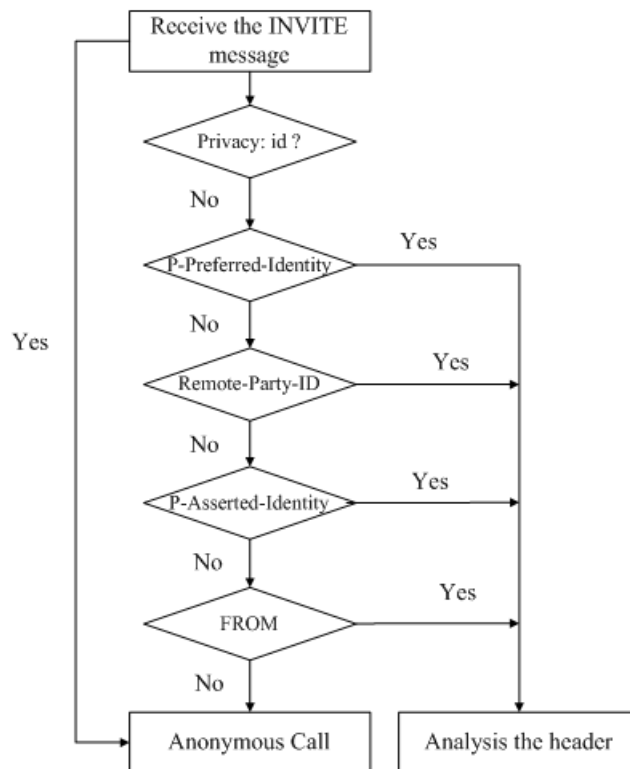 Receive the INVITE
message
Privacy: id ?
No
Yes
P-Preferred-Identity
No
Yes
Yes
Remote-Party-ID
No
Yes
P-Asserted-Identity
No
Yes
FROM
No
Anonymous Call
Analysis the header